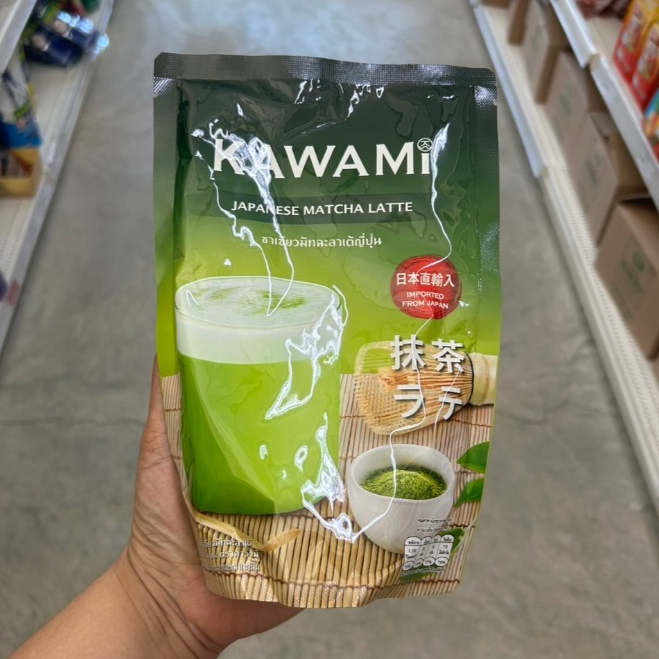 KAWAMi
JAPANESE MATCHA LATTE
ชาเขียวมัทฉะลาเต้ญี่ปุ่น
日本直輸入
IMPORTED
FROM JAPAN
抹茶
ラテ